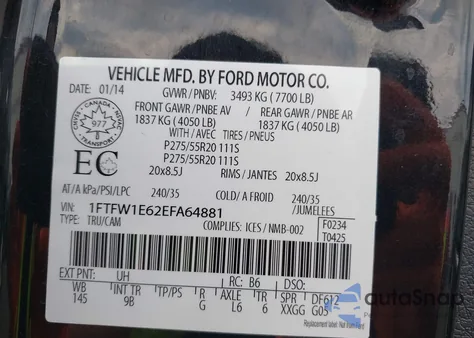 VEHICLE MFD. BY FORD MOTOR CO.
DATE: 01/14
GVWR / PNBV: 3493 KG ( 7700 LB)
FRONT GAWR / PNBE AV
REAR GAWR / PNBE AR
1837 KG ( 4050 LB)
1837 KG ( 4050 LB)
WITH / AVEC TIRES / PNEUS
P275/55R20 111S
P275/55R20 111S
20x8.5J
RIMS / JANTES 20x8.5J
AT/A kPa/PSI/LPC 240/35 COLD/ A FROID 240/35
/JUMELEES
VIN: 1FTFW1E62EFA64881
TYPE: TRU/CAM COMPLIES: ICES / NMB-002
F0234
T0425
CANADA
977
TRANSPORT
EC
EXT PNT: UH RC: B6 DSO:
WB INT TR TP/PS R AXLE TR SPR DF612
145 9B G L6 6 XXGG G05
autoSnap